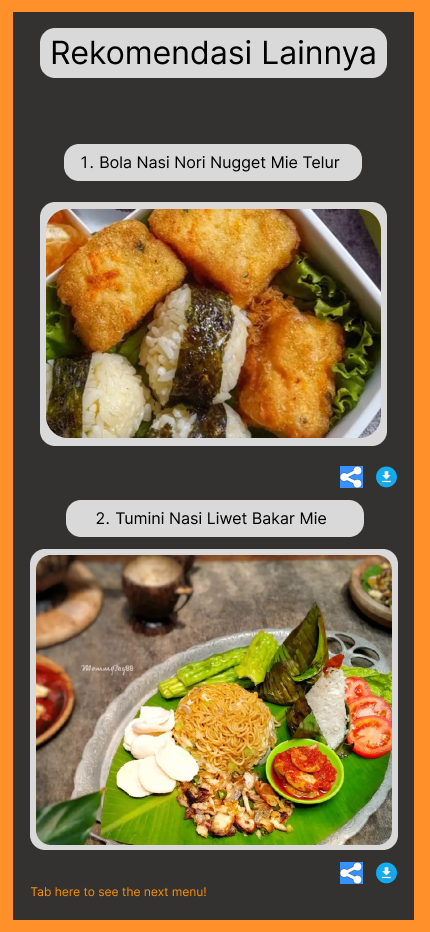 Rekomendasi Lainnya
1. Bola Nasi Nori Nugget Mie Telur
2. Tumini Nasi Liwet Bakar Mie
MommyJeg88
Tab here to see the next menu!